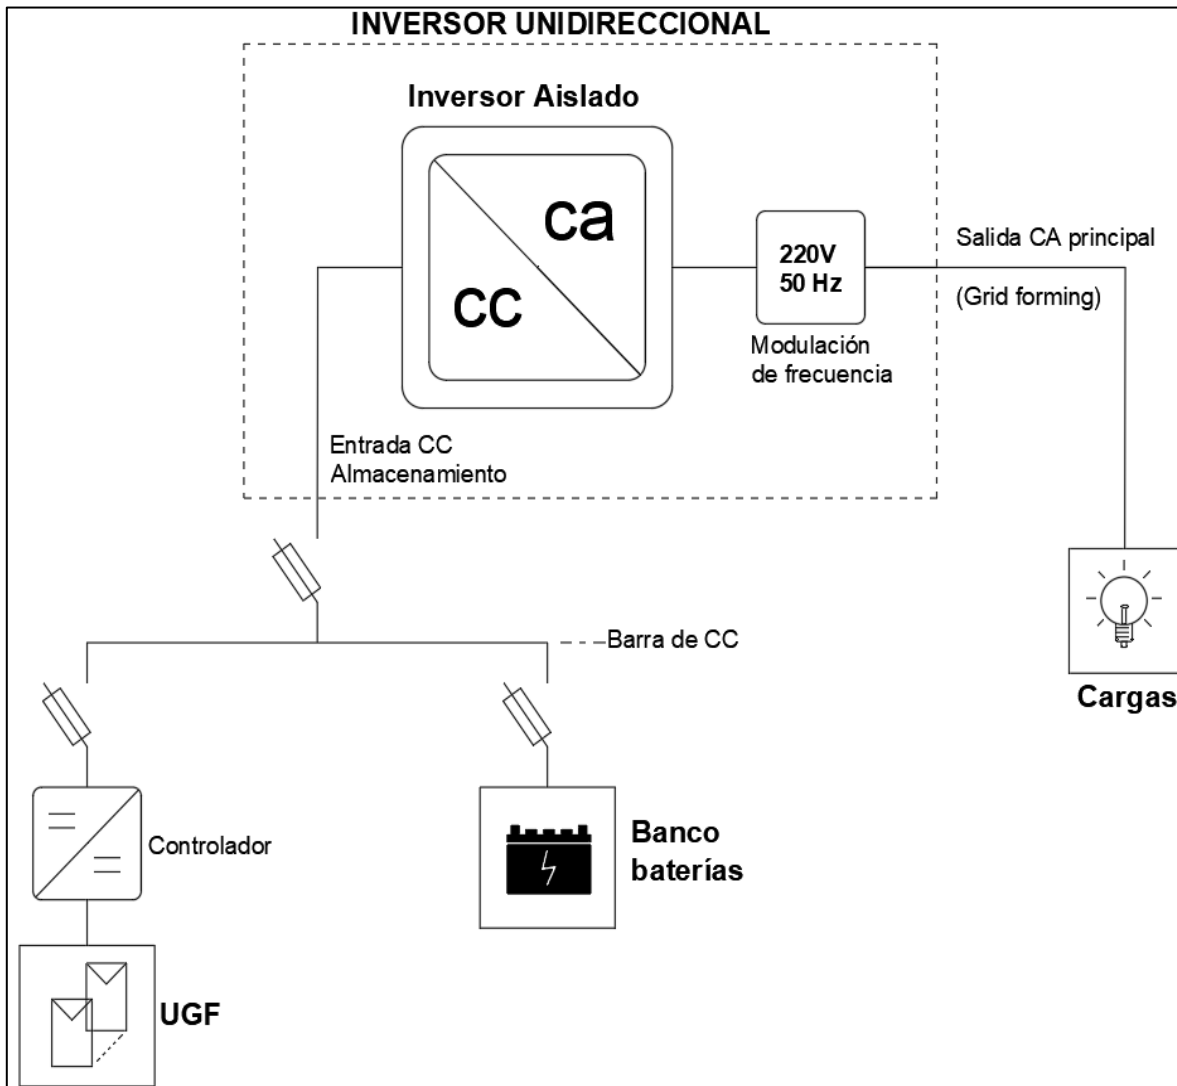 INVERSOR UNIDIRECCIONAL
Inversor Aislado
ca
cc
220V
50 Hz
Modulación
de frecuencia
Salida CA principal
(Grid forming)
Entrada CC
Almacenamiento
Barra de CC
Cargas
Controlador
Banco
baterías
UGF